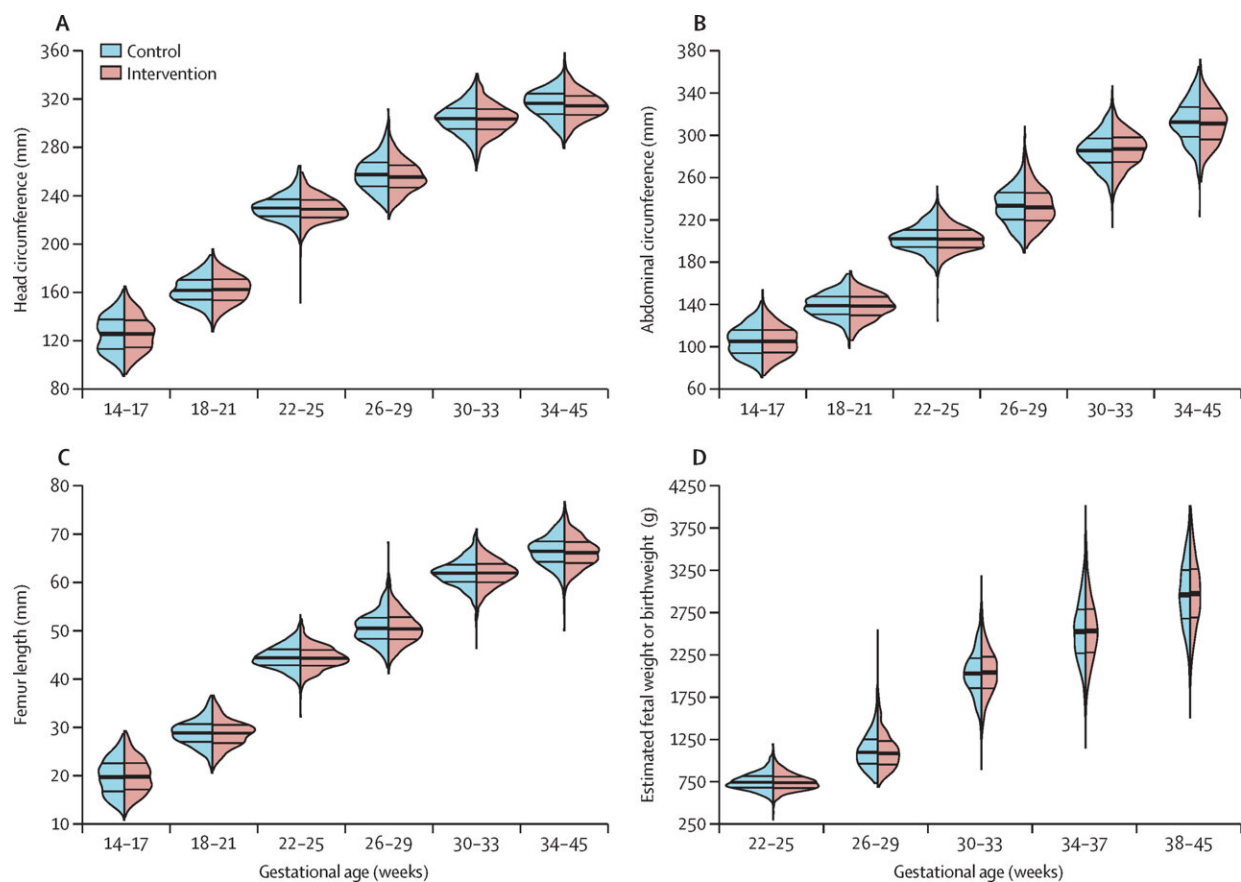 A
Control
Intervention
Head circumference (mm)
360
320
280
240
200
160
120
80
14–17 18–21 22–25 26–29 30–33 34–45
B
Abdominal circumference (mm)
380
340
300
260
220
180
140
100
60
14–17 18–21 22–25 26–29 30–33 34–45
C
Femur length (mm)
80
70
60
50
40
30
20
10
14–17 18–21 22–25 26–29 30–33 34–45
Gestational age (weeks)
D
Estimated fetal weight or birthweight (g)
4250
3750
3250
2750
2250
1750
1250
750
250
22–25 26–29 30–33 34–37 38–45
Gestational age (weeks)